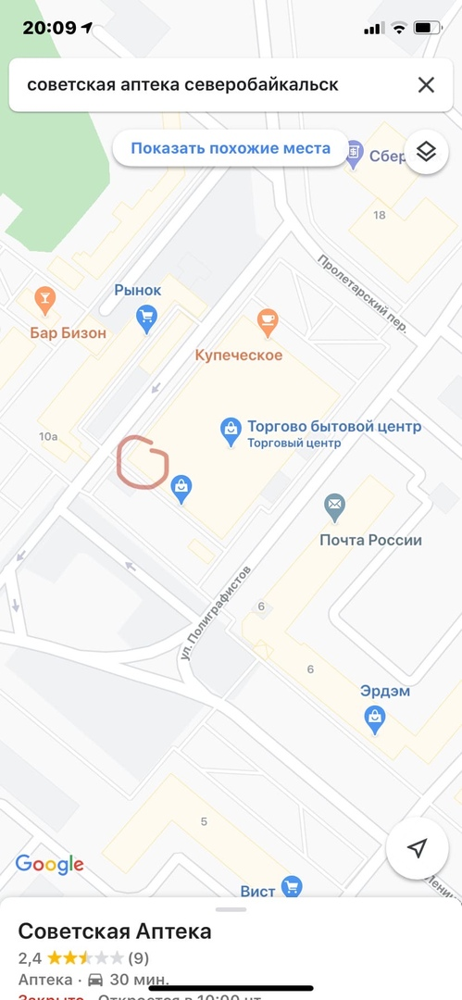 20:09
советская аптека северобайкальск
Показать похожие места
Сбер
18
Пролетарский пер.
Рынок
Бар Бизон
Купеческое
10а
Торгово бытовой центр
Торговый центр
Почта России
ул. Полиграфистов
6
6
Эрдэм
5
Google
Вист
Ленин
Советская Аптека
2,4 (9)
Аптека · 30 мин.
Закрыто · Откроется в 10:00 чт